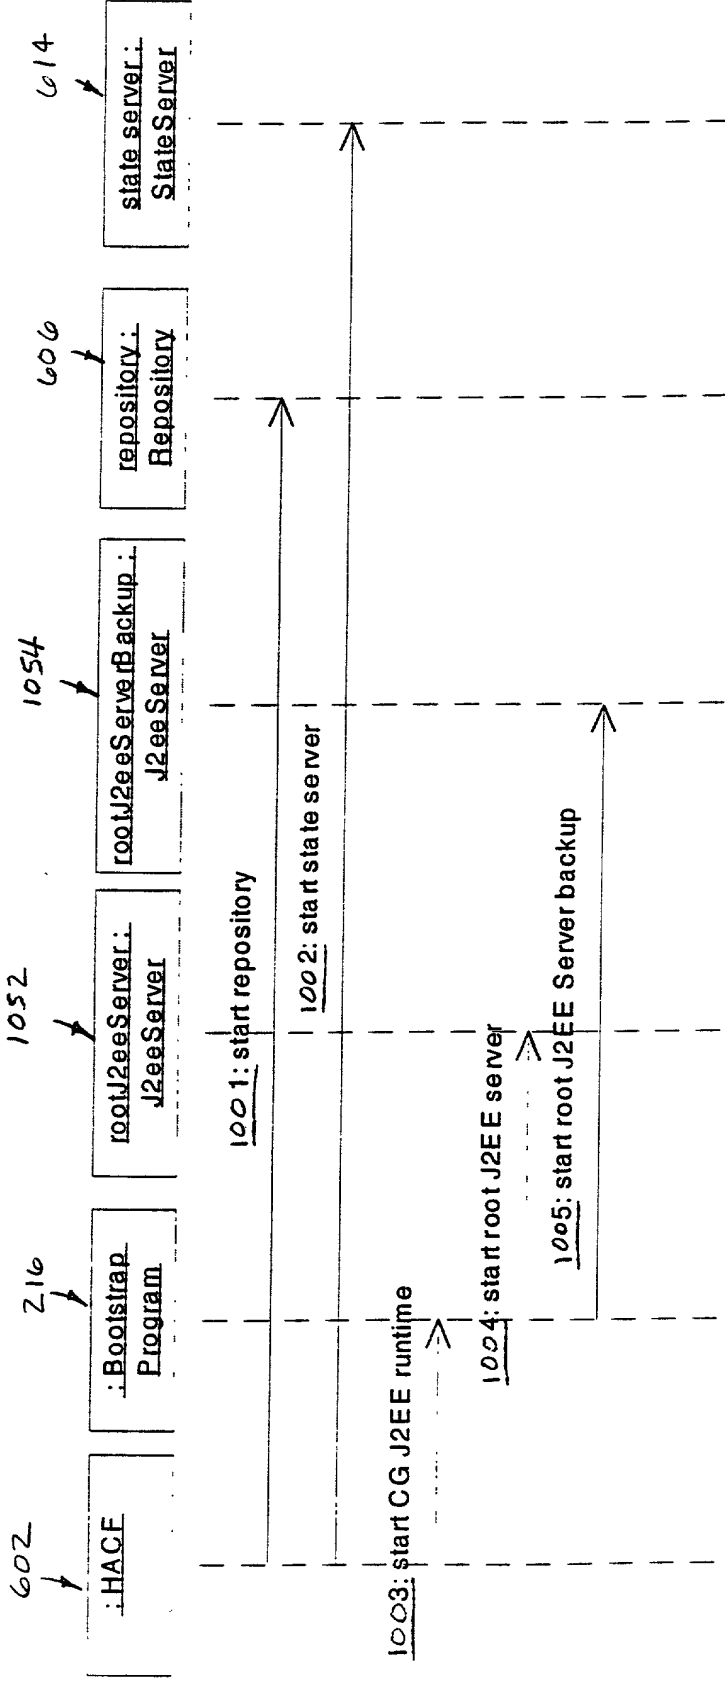 602
:HACF
216
:Bootstrap
Program
1052
rootJ2eeServer:
J2eeServer
1054
rootJ2eeServerBackup:
J2eeServer
606
repository:
Repository
614
state server:
StateServer
1001: start repository
1002: start state server
1003: start CG J2EE runtime
1004: start root J2EE server
1005: start root J2EE Server backup